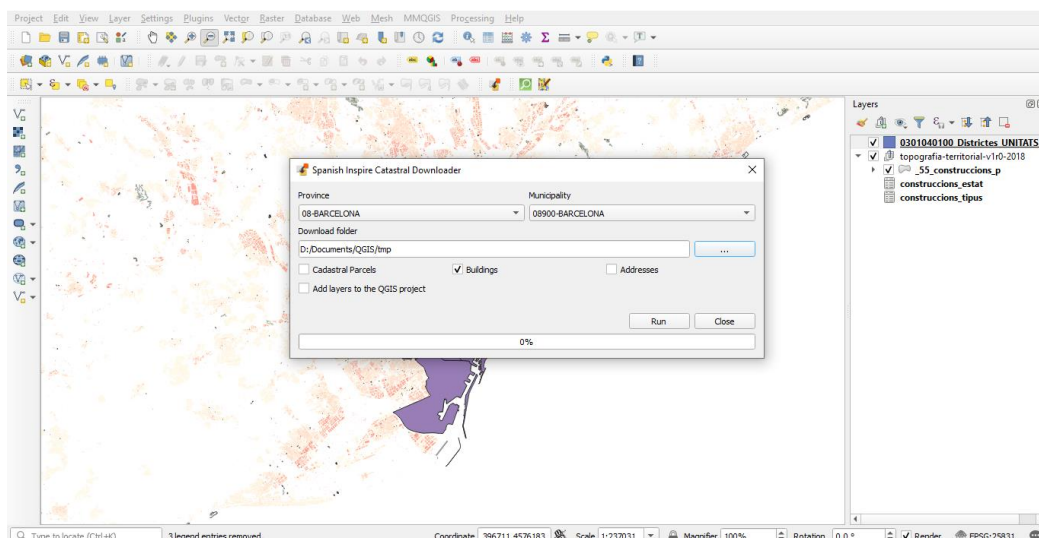 Project Edit View Layer Settings Plugins Vector Raster Database Web Mesh MMQGIS Processing Help
Layers
0301040100_Districtes_UNITATS
topografia-territorial-v1r0-2018
_55_construccions_p
construccions_estat
construccions_tipus
Spanish Inspire Catastral Downloader
Province Municipality
08-BARCELONA 08900-BARCELONA
Download folder
D:/Documents/QGIS/tmp ...
Cadastral Parcels Buildings Addresses
Add layers to the QGIS project
Run Close
0%
Type to locate (Ctrl+K) 3 legend entries removed. Coordinate 396711,4576183 Scale 1:237031 Magnifier 100% Rotation 0,0 ° Render EPSG:25831